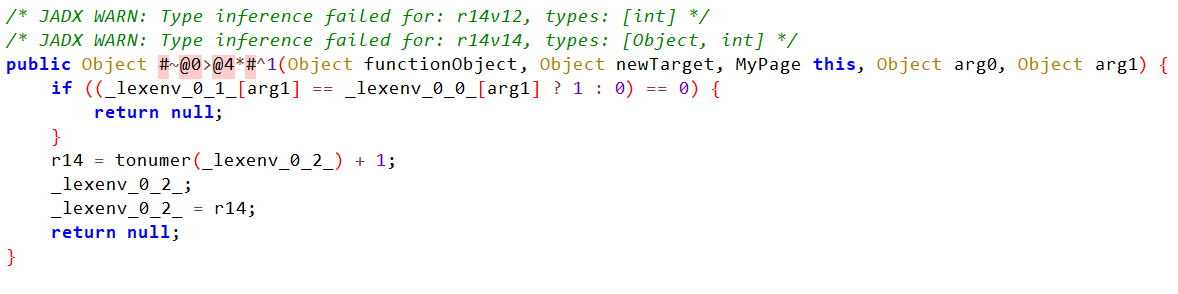 /* JADX WARN: Type inference failed for: r14v12, types: [int] */
/* JADX WARN: Type inference failed for: r14v14, types: [Object, int] */
public Object #~@0>@4*#^1(Object functionObject, Object newTarget, MyPage this, Object arg0, Object arg1) {
    if ((_lexenv_0_1_[arg1] == _lexenv_0_0_[arg1] ? 1 : 0) == 0) {
        return null;
    }
    r14 = tonumer(_lexenv_0_2_) + 1;
    _lexenv_0_2_;
    _lexenv_0_2_ = r14;
    return null;
}